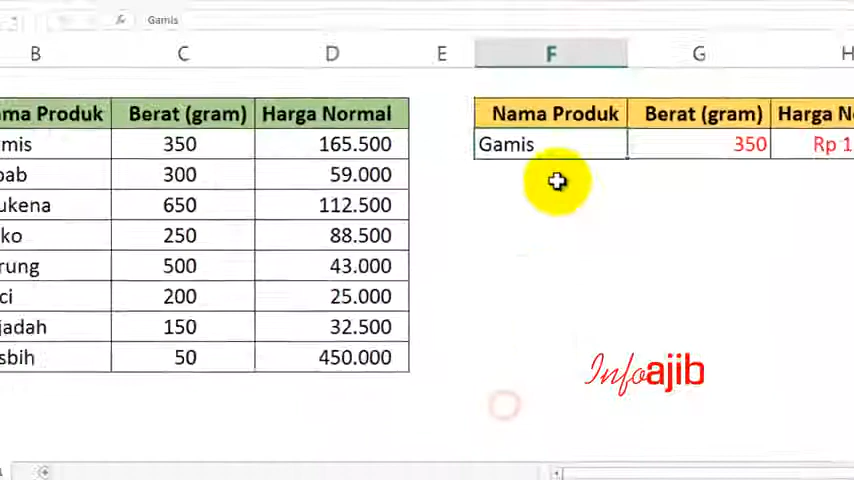 fx Gamis
B C D E F G H
ma Produk Berat (gram) Harga Normal Nama Produk Berat (gram) Harga No
mis 350 165.500 Gamis 350 Rp 1
bab 300 59.000
ukena 650 112.500
ko 250 88.500
rung 500 43.000
ci 200 25.000
jadah 150 32.500
sbih 50 450.000
Infoajib